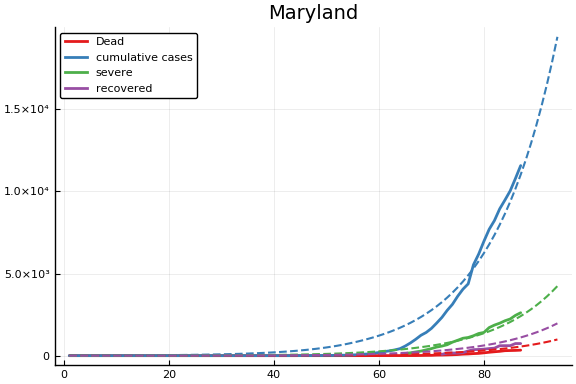 Maryland
Dead
cumulative cases
severe
recovered
1.5×10⁴
1.0×10⁴
5.0×10³
0
0 20 40 60 80